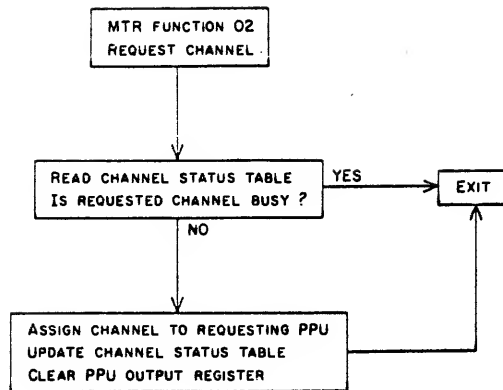 MTR FUNCTION 02
REQUEST CHANNEL
READ CHANNEL STATUS TABLE
IS REQUESTED CHANNEL BUSY ?
YES
EXIT
NO
ASSIGN CHANNEL TO REQUESTING PPU
UPDATE CHANNEL STATUS TABLE
CLEAR PPU OUTPUT REGISTER